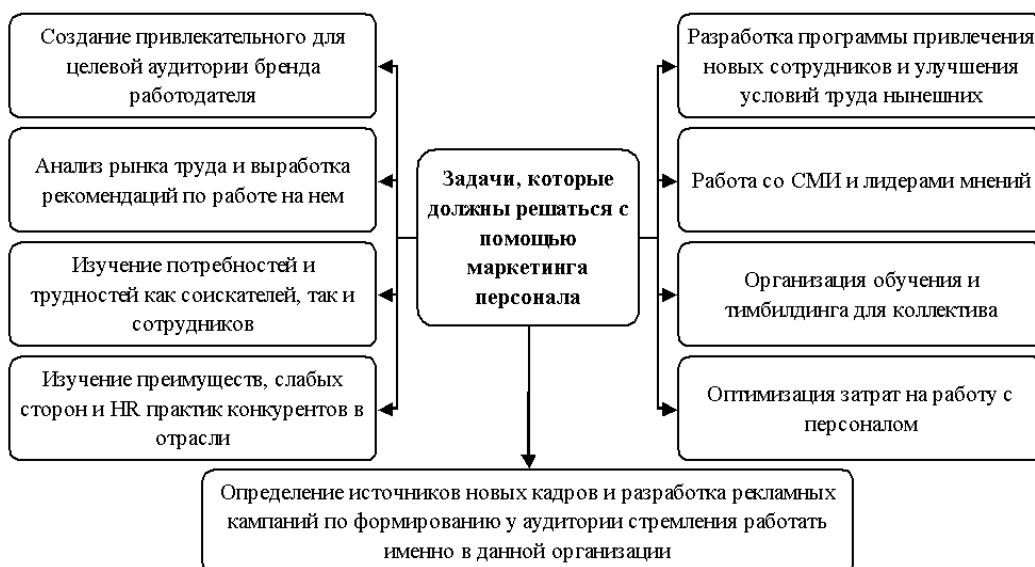 Создание привлекательного для
целевой аудитории бренда
работодателя
Анализ рынка труда и выработка
рекомендаций по работе на нем
Изучение потребностей и
трудностей как соискателей, так и
сотрудников
Изучение преимуществ, слабых
сторон и HR практик конкурентов в
отрасли
Задачи, которые
должны решаться с
помощью
маркетинга
персонала
Разработка программы привлечения
новых сотрудников и улучшения
условий труда нынешних
Работа со СМИ и лидерами мнений
Организация обучения и
тимбилдинга для коллектива
Оптимизация затрат на работу с
персоналом
Определение источников новых кадров и разработка рекламных
кампаний по формированию у аудитории стремления работать
именно в данной организации